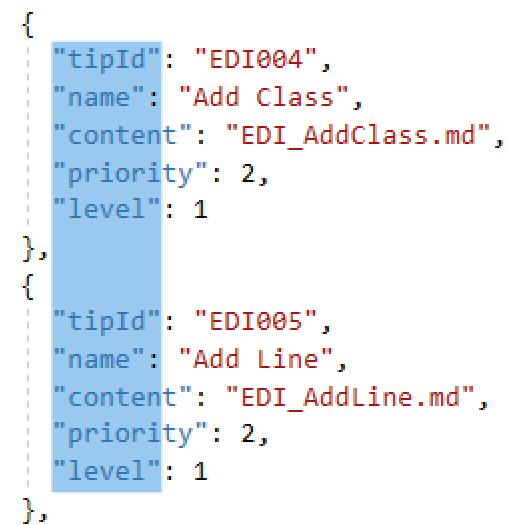 {
"tipId": "EDI004",
"name": "Add Class",
"content": "EDI_AddClass.md",
"priority": 2,
"level": 1
},
{
"tipId": "EDI005",
"name": "Add Line",
"content": "EDI_AddLine.md",
"priority": 2,
"level": 1
},